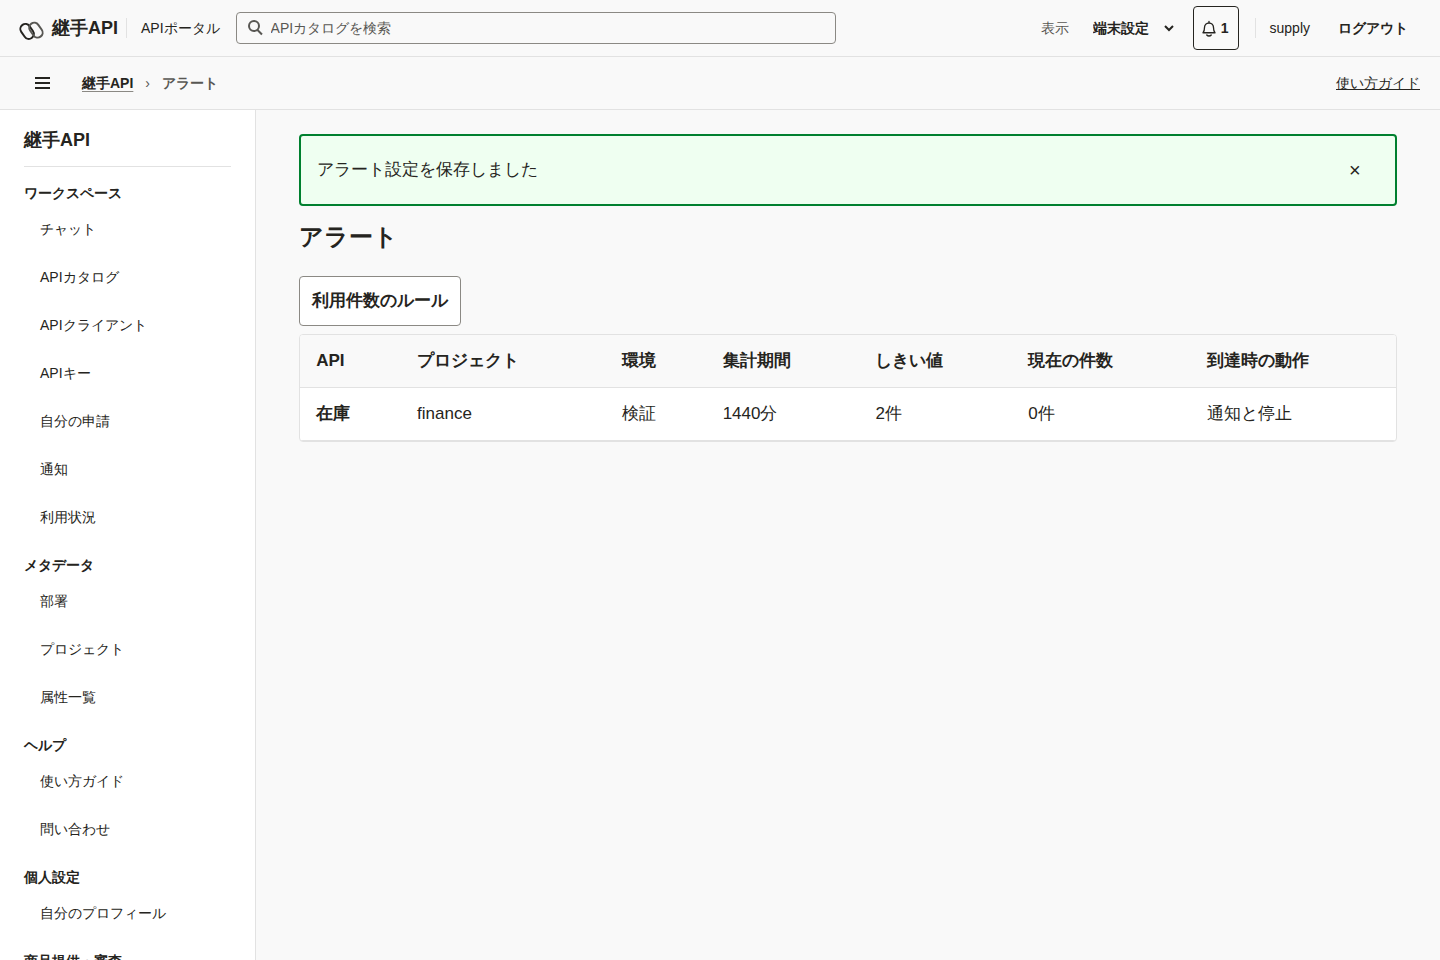 継手API
APIポータル
APIカタログを検索
表示
端末設定
1
supply
ログアウト
継手API › アラート
使い方ガイド
継手API
ワークスペース
チャット
APIカタログ
APIクライアント
APIキー
自分の申請
通知
利用状況
メタデータ
部署
プロジェクト
属性一覧
ヘルプ
使い方ガイド
問い合わせ
個人設定
自分のプロフィール
アラート設定を保存しました
×
アラート
利用件数のルール
API プロジェクト 環境 集計期間 しきい値 現在の件数 到達時の動作
在庫 finance 検証 1440分 2件 0件 通知と停止